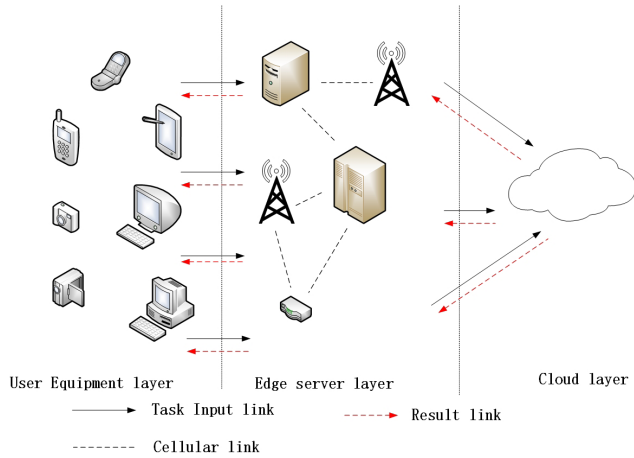 User Equipment layer
Edge server layer
Cloud layer
Task Input link
Result link
Cellular link